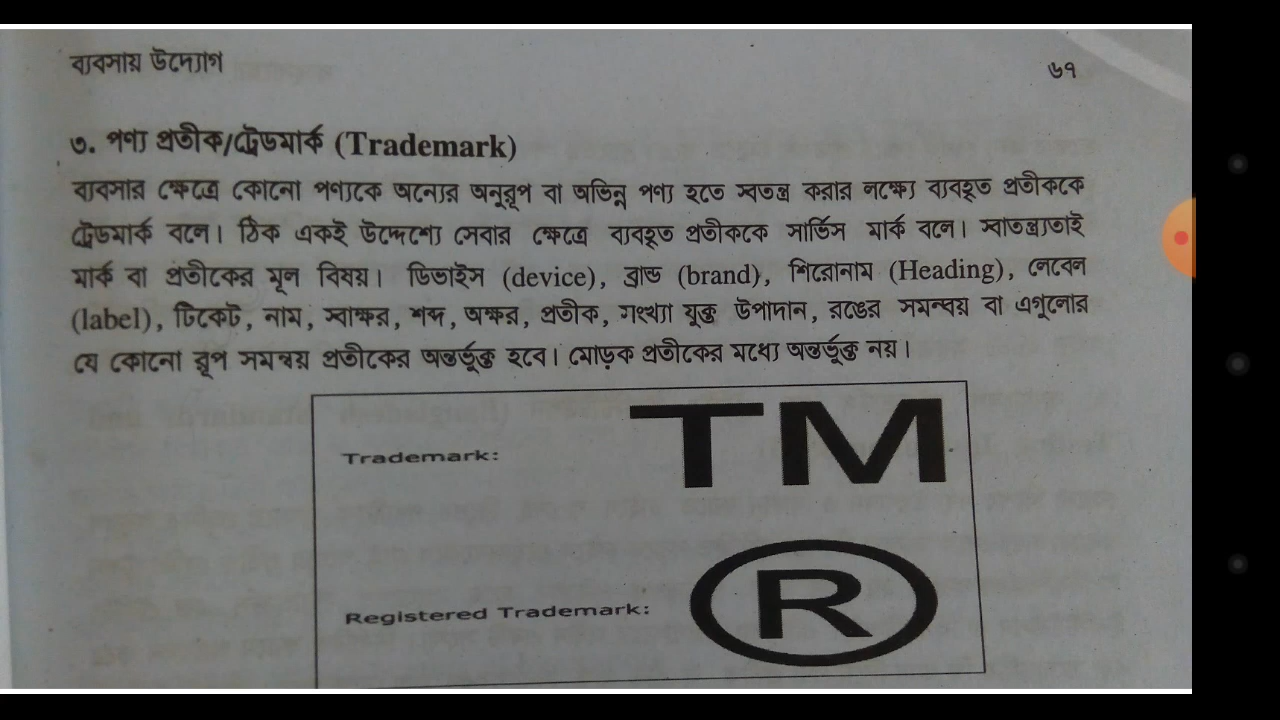 ব্যবসায় উদ্যোগ
৬৭
৩. পণ্য প্রতীক/ট্রেডমার্ক (Trademark)
ব্যবসার ক্ষেত্রে কোনো পণ্যকে অন্যের অনুরূপ বা অভিন্ন পণ্য হতে স্বতন্ত্র করার লক্ষ্যে ব্যবহৃত প্রতীককে
ট্রেডমার্ক বলে। ঠিক একই উদ্দেশ্যে সেবার ক্ষেত্রে ব্যবহৃত প্রতীককে সার্ভিস মার্ক বলে। স্বাতন্ত্র্যতাই
মার্ক বা প্রতীকের মূল বিষয়। ডিভাইস (device), ব্রান্ড (brand), শিরোনাম (Heading), লেবেল
(label), টিকেট, নাম, স্বাক্ষর, শব্দ, অক্ষর, প্রতীক, সংখ্যা যুক্ত উপাদান, রঙের সমন্বয় বা এগুলোর
যে কোনো রূপ সমন্বয় প্রতীকের অন্তর্ভুক্ত হবে। মোড়ক প্রতীকের মধ্যে অন্তর্ভুক্ত নয়।
Trademark: TM
Registered Trademark: ®